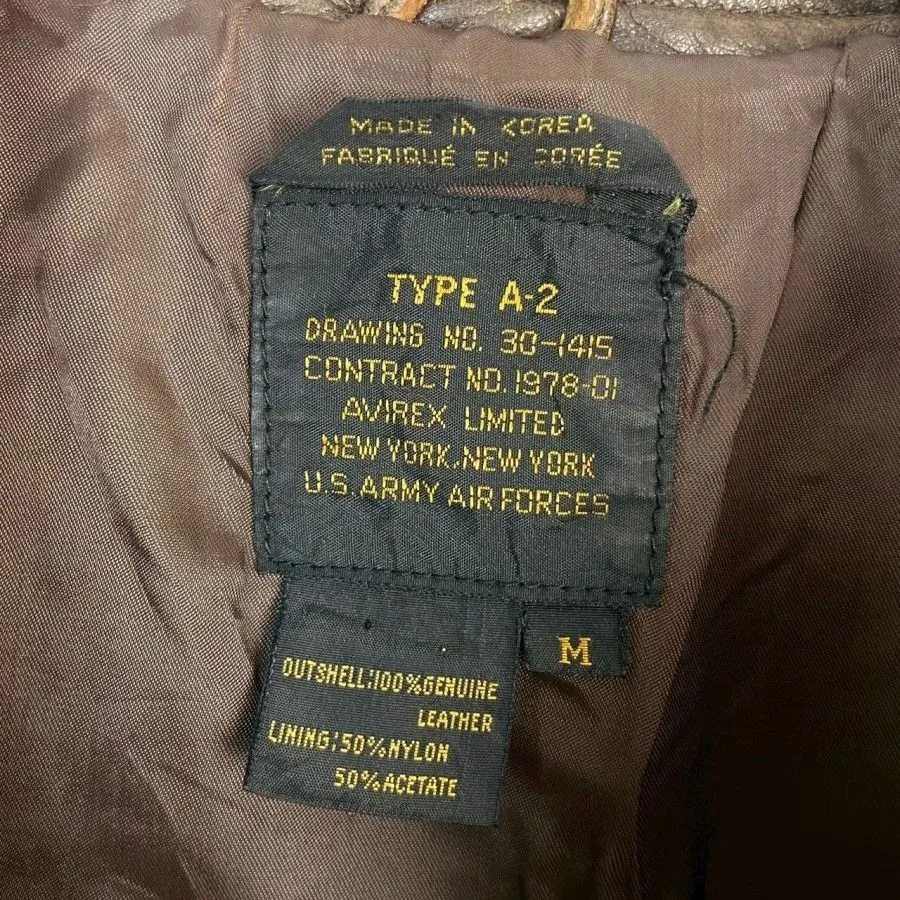 MADE IN KOREA
FABRIQUÉ EN CORÉE
TYPE A-2
DRAWING NO. 30-1415
CONTRACT NO. 1978-01
AVIREX LIMITED
NEW YORK, NEW YORK
U.S. ARMY AIR FORCES
M
OUTSHELL:100%GENUINE
LEATHER
LINING:50%NYLON
50%ACETATE